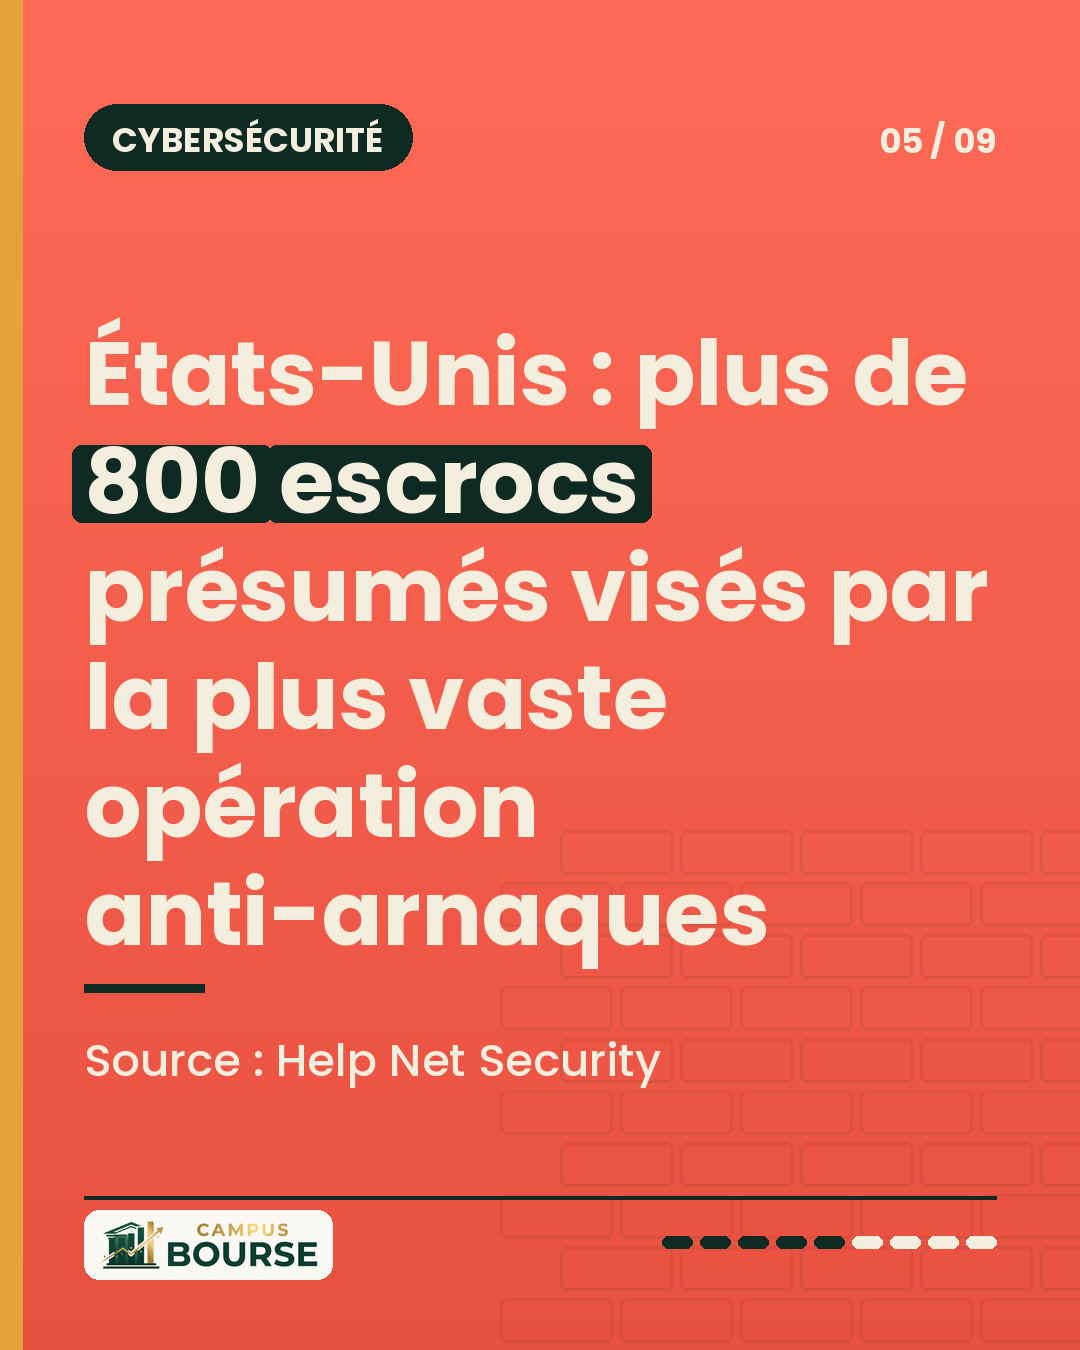 CYBERSÉCURITÉ
05 / 09
États-Unis : plus de
800 escrocs
présumés visés par
la plus vaste
opération
anti-arnaques
Source : Help Net Security
CAMPUS
BOURSE